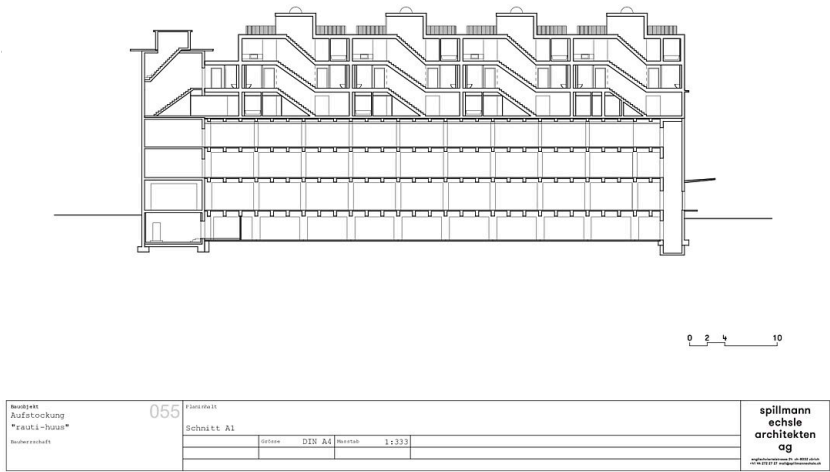 0 2 4 10
Bauobjekt
Aufstockung
"rauti-huus"
Bauherrschaft
055
Planinhalt
Schnitt A1
Grösse DIN A4 Massstab 1:333
spillmann
echsle
architekten
ag